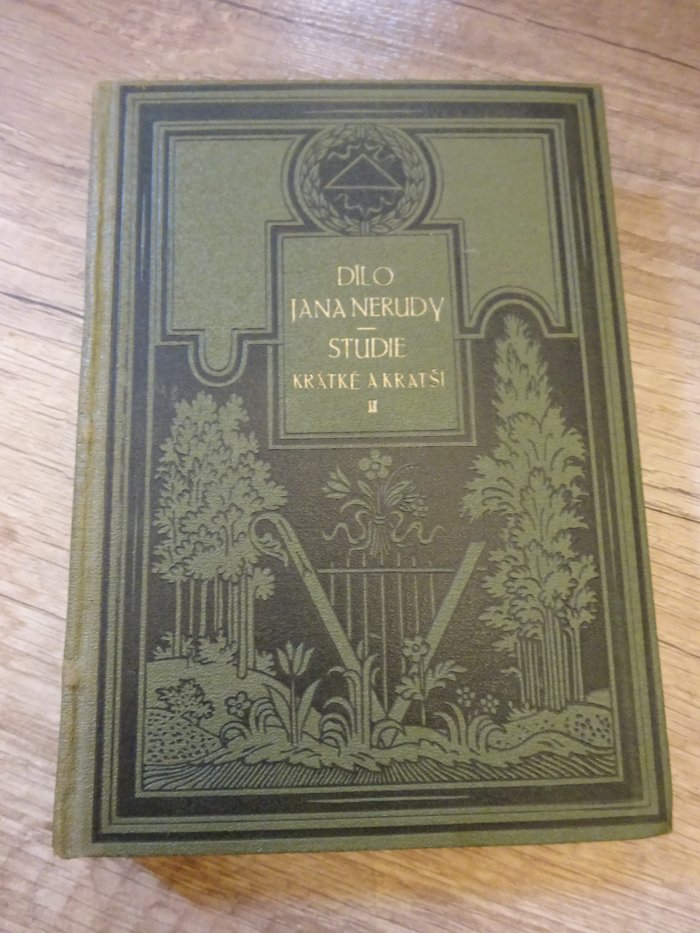 DÍLO
JANA NERUDY
STUDIE
KRÁTKÉ A KRATŠÍ
II